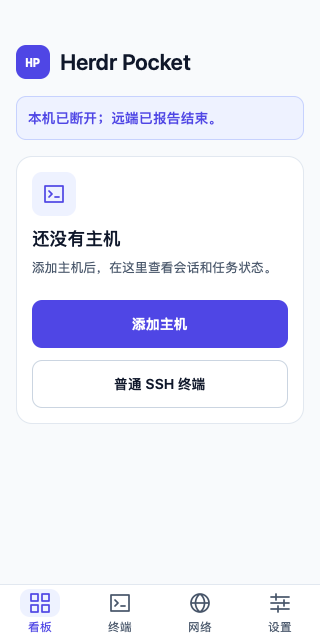 HP
Herdr Pocket
本机已断开；远端已报告结束。
还没有主机
添加主机后，在这里查看会话和任务状态。
添加主机
普通 SSH 终端
看板
终端
网络
设置